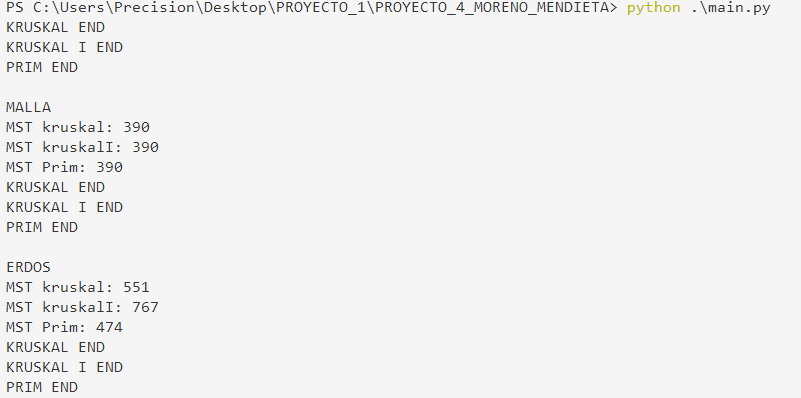 PS C:\Users\Precision\Desktop\PROYECTO_1\PROYECTO_4_MORENO_MENDIETA> python .\main.py
KRUSKAL END
KRUSKAL I END
PRIM END
MALLA
MST kruskal: 390
MST kruskalI: 390
MST Prim: 390
KRUSKAL END
KRUSKAL I END
PRIM END
ERDOS
MST kruskal: 551
MST kruskalI: 767
MST Prim: 474
KRUSKAL END
KRUSKAL I END
PRIM END